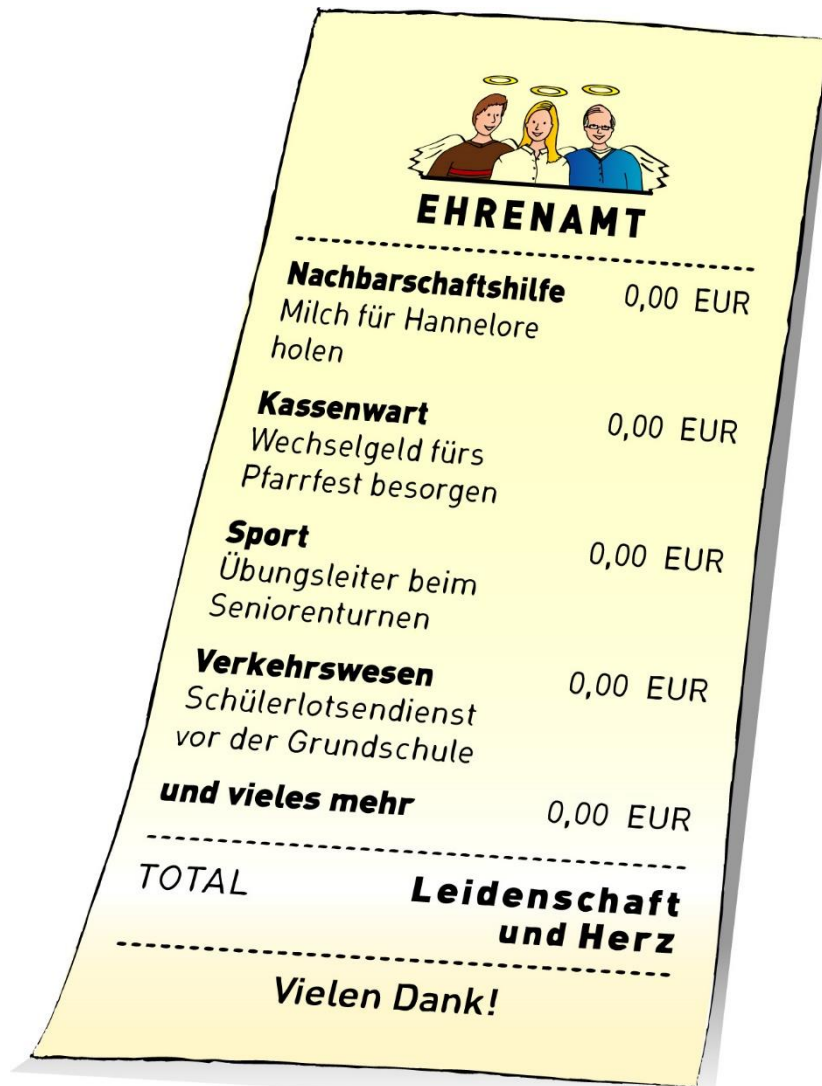 EHRENAMT
Nachbarschaftshilfe 0,00 EUR
Milch für Hannelore
holen
Kassenwart 0,00 EUR
Wechselgeld fürs
Pfarrfest besorgen
Sport 0,00 EUR
Übungsleiter beim
Seniorenturnen
Verkehrswesen 0,00 EUR
Schülerlotsendienst
vor der Grundschule
und vieles mehr 0,00 EUR
TOTAL Leidenschaft
und Herz
Vielen Dank!